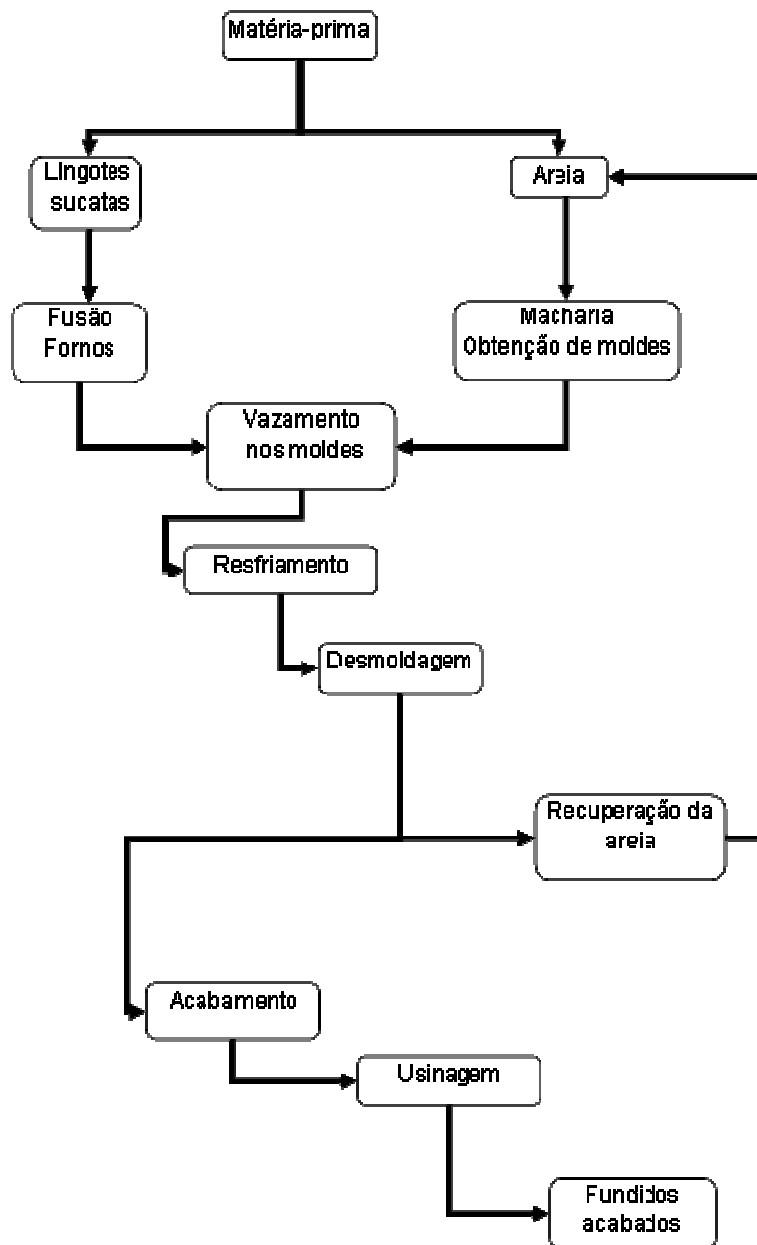 Matéria-prima
Lingotes
sucatas
Areia
Fusão
Fornos
Macharia
Obtenção de moldes
Vazamento
nos moldes
Resfriamento
Desmoldagem
Recuperação da
areia
Acabamento
Usinagem
Fundidos
acabados